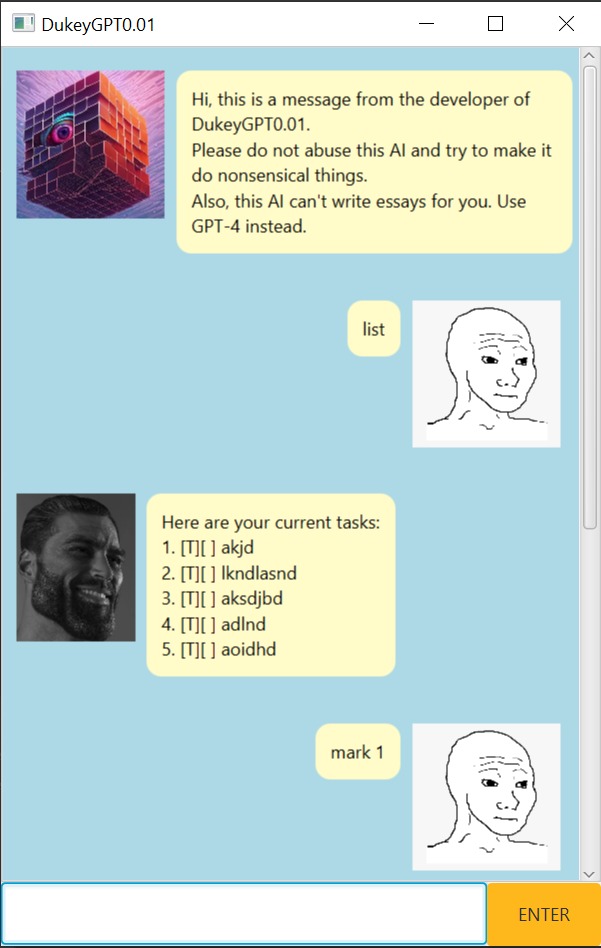 DukeyGPT0.01
Hi, this is a message from the developer of
DukeyGPT0.01.
Please do not abuse this AI and try to make it
do nonsensical things.
Also, this AI can't write essays for you. Use
GPT-4 instead.
list
Here are your current tasks:
1. [T][ ] akjd
2. [T][ ] lkndlasnd
3. [T][ ] aksdjbd
4. [T][ ] adlnd
5. [T][ ] aoidhd
mark 1
ENTER